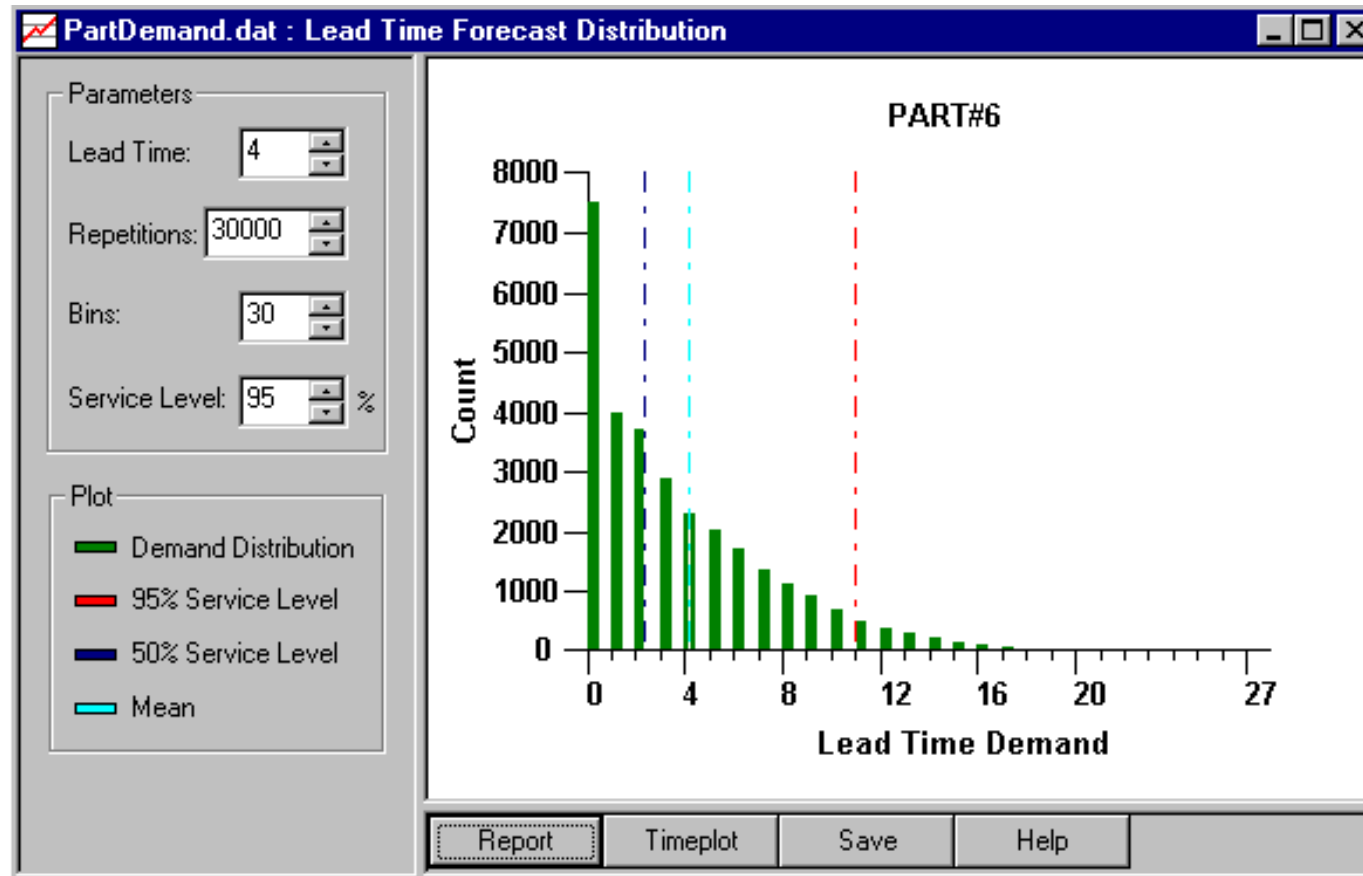 PartDemand.dat : Lead Time Forecast Distribution
Parameters
Lead Time: 4
Repetitions: 30000
Bins: 30
Service Level: 95 %
Plot
Demand Distribution
95% Service Level
50% Service Level
Mean
PART#6
Count
8000
7000
6000
5000
4000
3000
2000
1000
0
0 4 8 12 16 20 27
Lead Time Demand
Report Timeplot Save Help